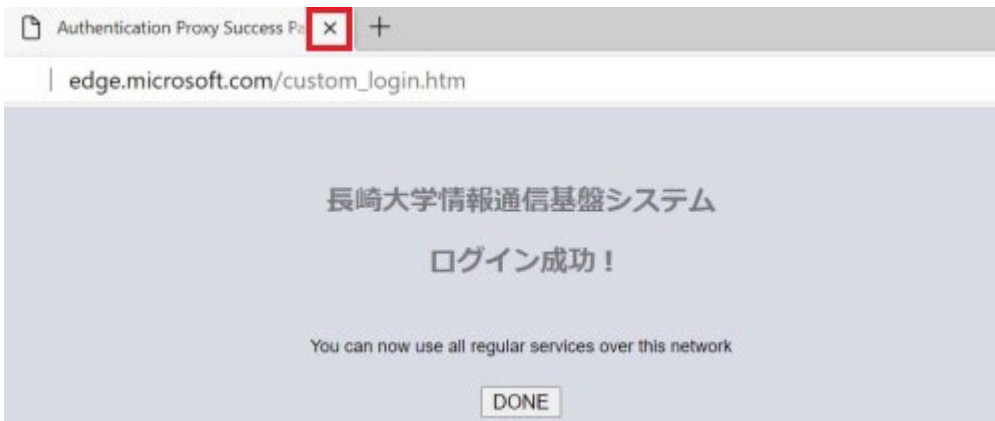 Authentication Proxy Success
edge.microsoft.com/custom_login.htm
長崎大学情報通信基盤システム
ログイン成功！
You can now use all regular services over this network
DONE